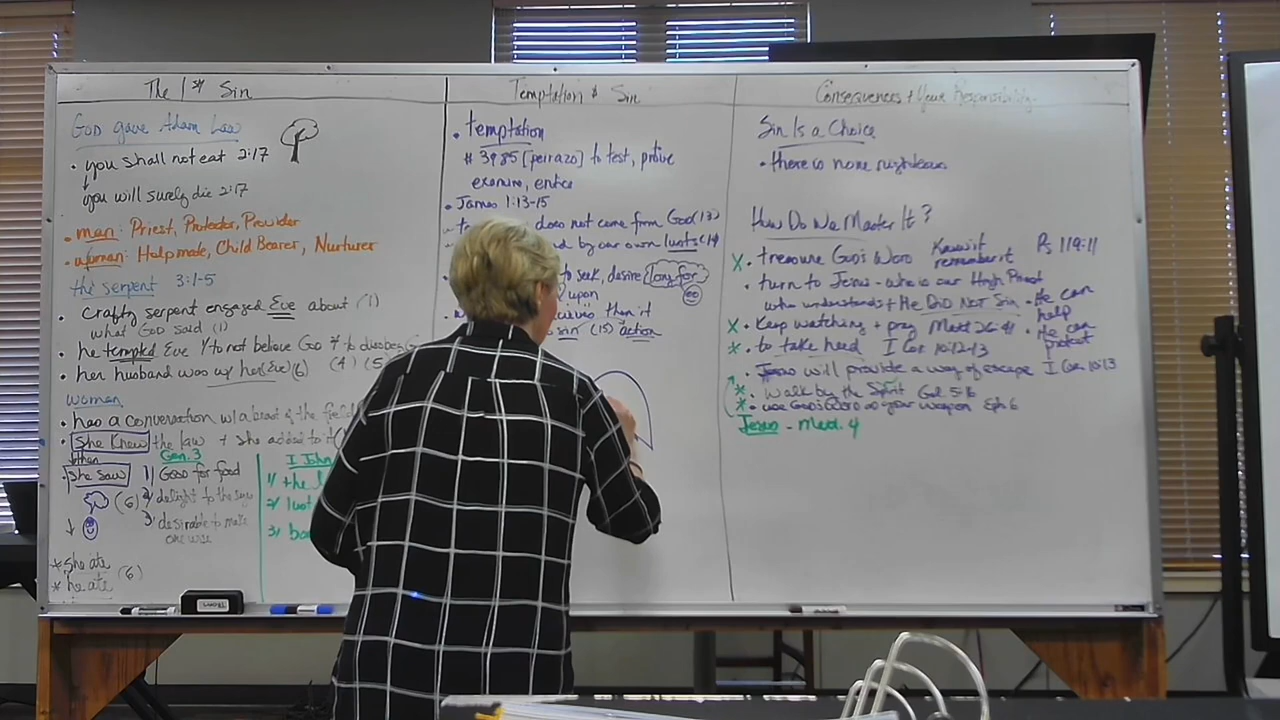 The 1st Sin
God gave Adam Law
• you shall not eat 2:17
you will surely die 2:17
• man: Priest, Protector, Provider
• woman: Helpmate, Child Bearer, Nurturer
the serpent 3:1-5
• crafty serpent engaged Eve about (1)
what God said (1)
• he tempted Eve to not believe Go
• her husband was w/ her (Eve) (6) (4) (5
woman
• has a conversation w/ a beast of the field
• She Knew the law + she added to it
then
• She saw
(6)
* she ate
* he ate (6)
Gen. 3
1) Good for food
2) delight to the eyes
3) desirable to make
one wise
I John
1) the l
2) lust
3) boa
Temptation & Sin
• temptation
# 3985 [peirazo] to test, prove
examine, entice
• James 1:13-15
does not come from God (13)
d by our own lusts (14
to seek, desire long for
upon
ceives then it
sin (15) action
Consequences + Your Responsibility
Sin Is a Choice
• there is none righteous
How Do We Master It?
x • treasure God's Word Know it remember it Ps 119:11
• turn to Jesus - who is our High Priest
who understands + He DID NOT Sin • He can help
x • Keep watching + pray Matt 26:41 • He can protect
* • to take heed I Cor 10:12-13
• Jesus will provide a way of escape I Cor 10:13
* • walk by the Spirit Gal 5:16
* • use God's Word as your weapon Eph 6
Jesus - Matt. 4